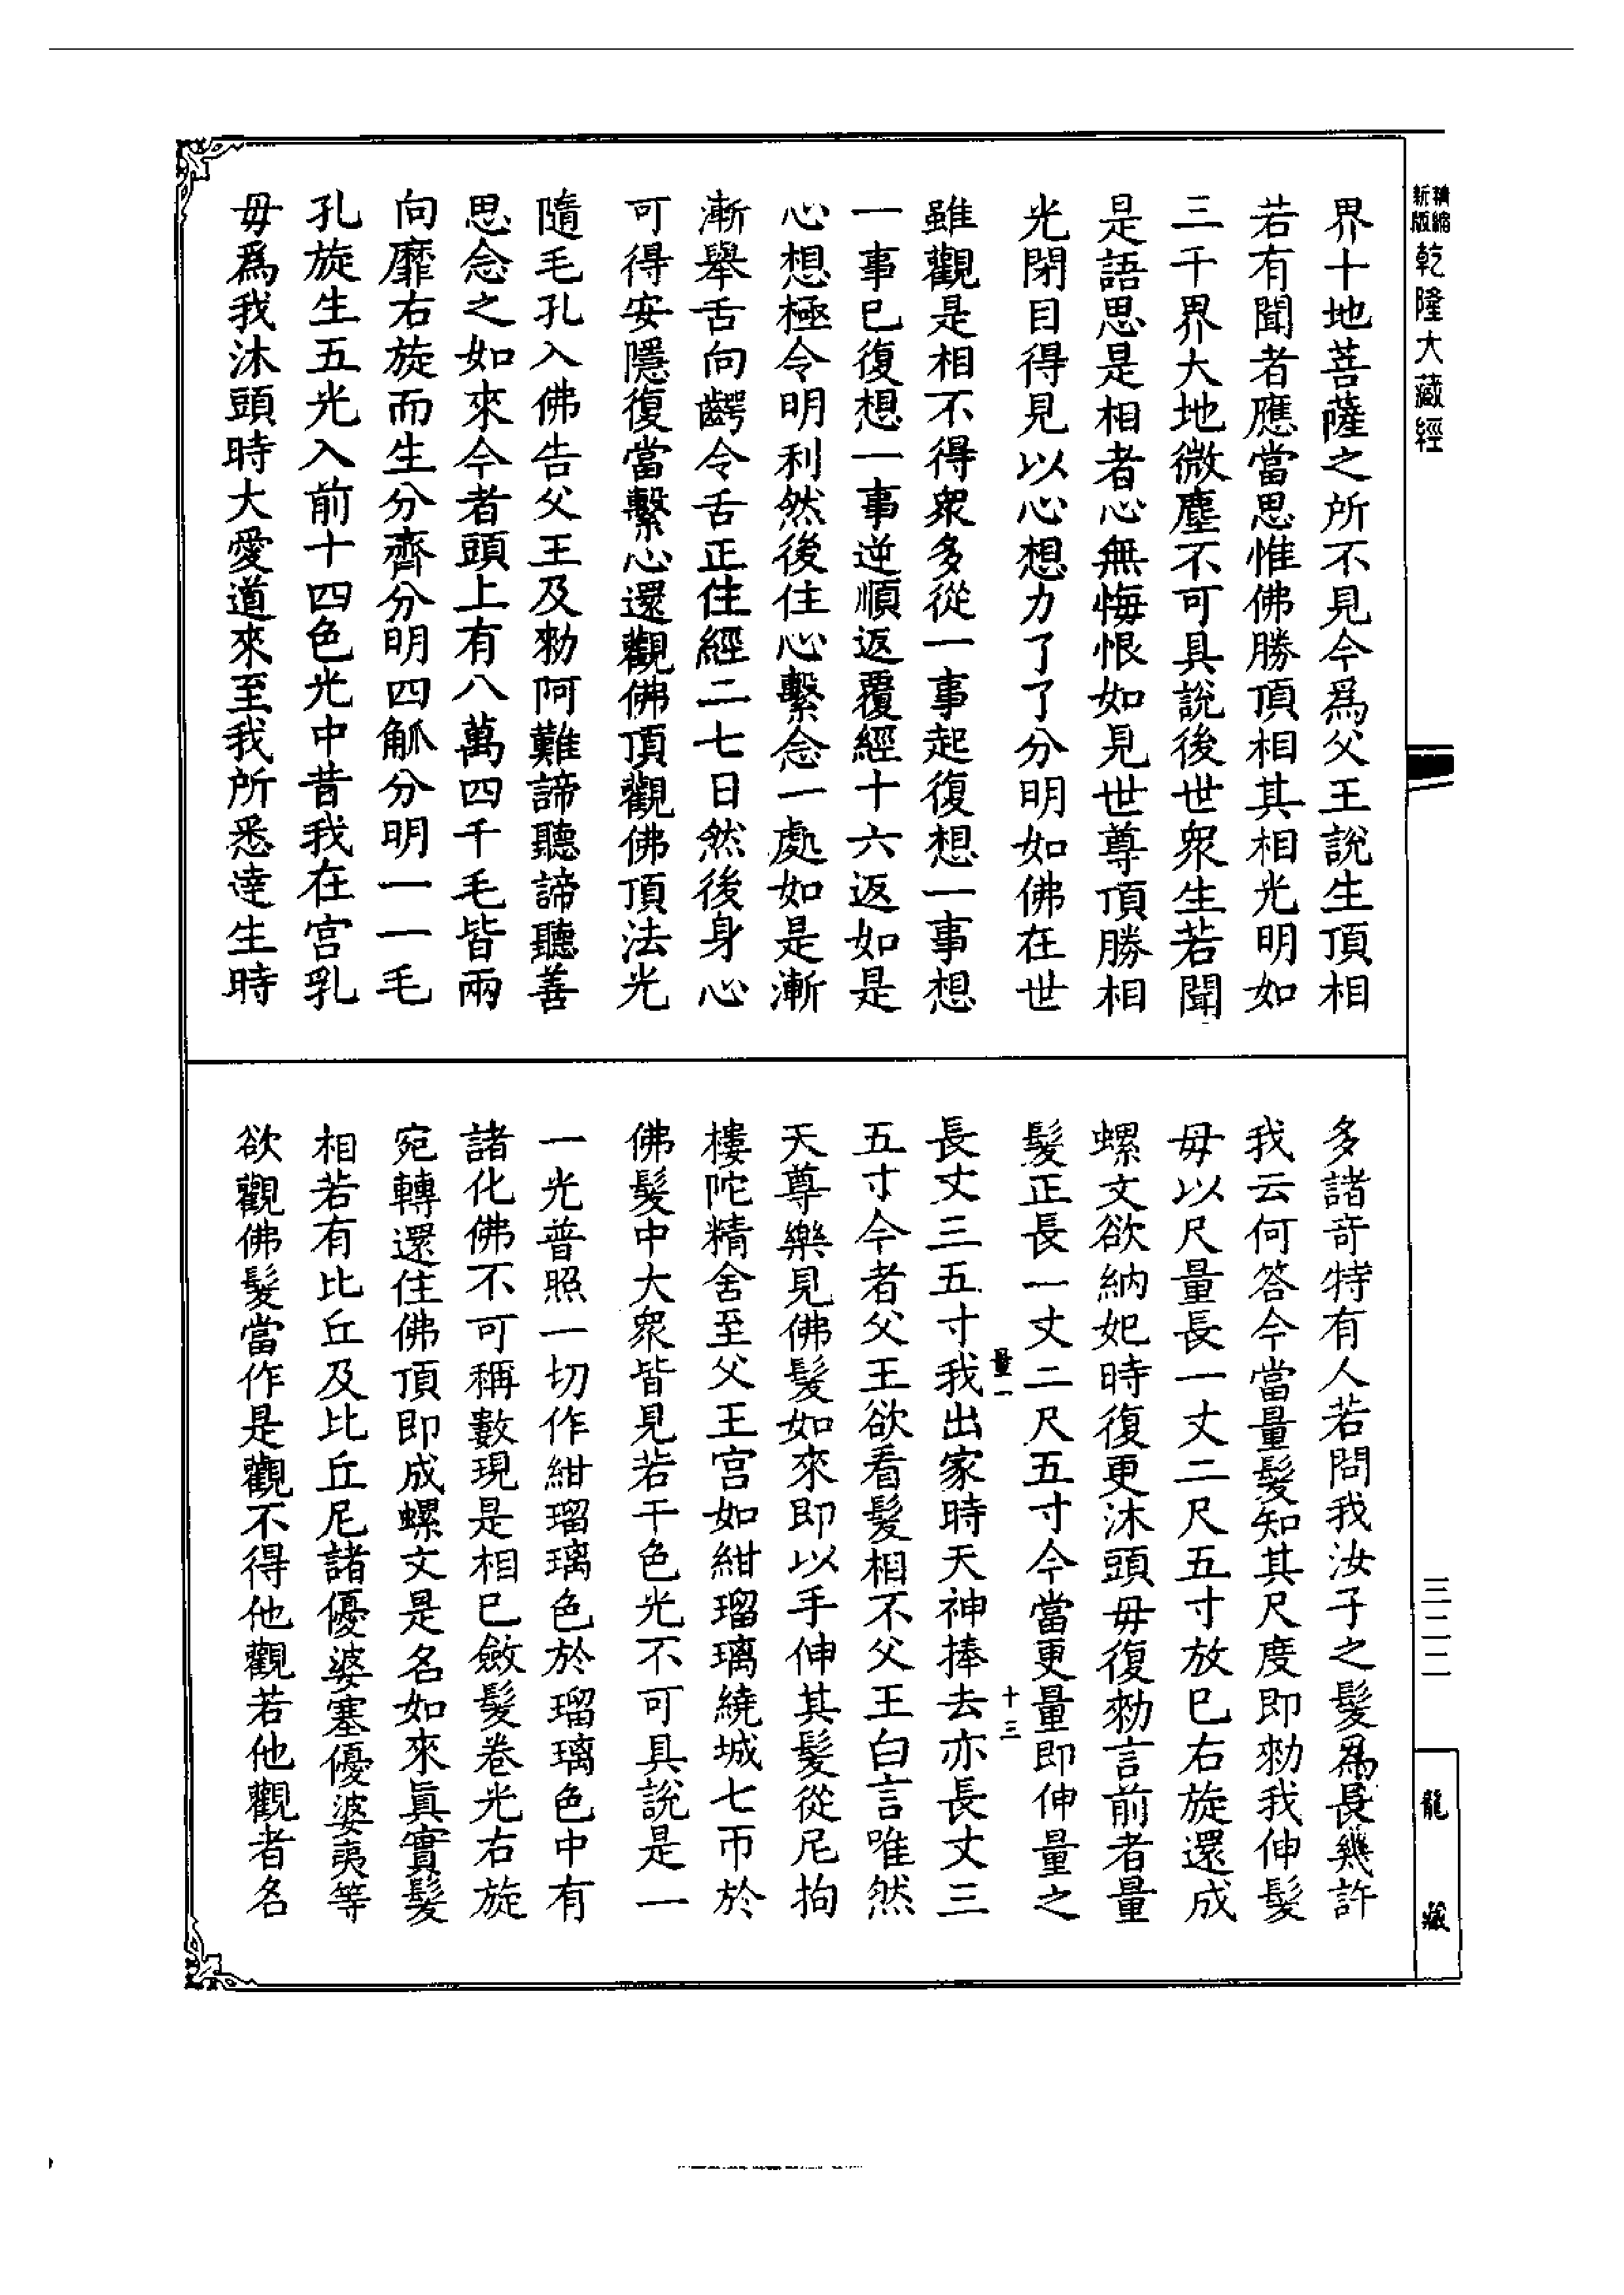 精縮
新版
乾隆大藏經
界十地菩薩之所不見今爲父王說生頂相
若有聞者應當思惟佛勝頂相其相光明如
三千界大地微塵不可具說後世衆生若聞
是語思是相者心無悔恨如見世尊頂勝相
光閉目得見以心想力了了分明如佛在世
雖觀是相不得衆多從一事起復想一事想
一事已復想一事逆順返覆經十六返如是
心想極令明利然後住心繫念一處如是漸
漸舉舌向齶令舌正住經二七日然後身心
可得安隱復當繫心還觀佛頂觀佛頂法光
隨毛孔入佛告父王及勑阿難諦聽諦聽善
思念之如來今者頭上有八萬四千毛皆兩
向靡右旋而生分齊分明四觚分明一一毛
孔旋生五光入前十四色光中昔我在宮乳
母爲我沐頭時大愛道來至我所悉達生時
多諸奇特有人若問我汝子之髮爲長幾許
我云何答今當量髮知其尺度即勑我伸髮
母以尺量長一丈二尺五寸放已右旋還成
螺文欲納妃時復更沐頭母復勑言前者量
髮正長一丈二尺五寸今當更量即伸量之
量一
十三
長丈三五寸我出家時天神捧去亦長丈三
五寸今者父王欲看髮相不父王白言唯然
天尊樂見佛髮如來即以手伸其髮從尼拘
樓陀精舍至父王宮如紺瑠璃繞城七帀於
佛髮中大衆皆見若干色光不可具說是一
一光普照一切作紺瑠璃色於瑠璃色中有
諸化佛不可稱數現是相已斂髮卷光右旋
宛轉還住佛頂即成螺文是名如來眞實髮
相若有比丘及比丘尼諸優婆塞優婆夷等
欲觀佛髮當作是觀不得他觀若他觀者名
三二二
龍藏